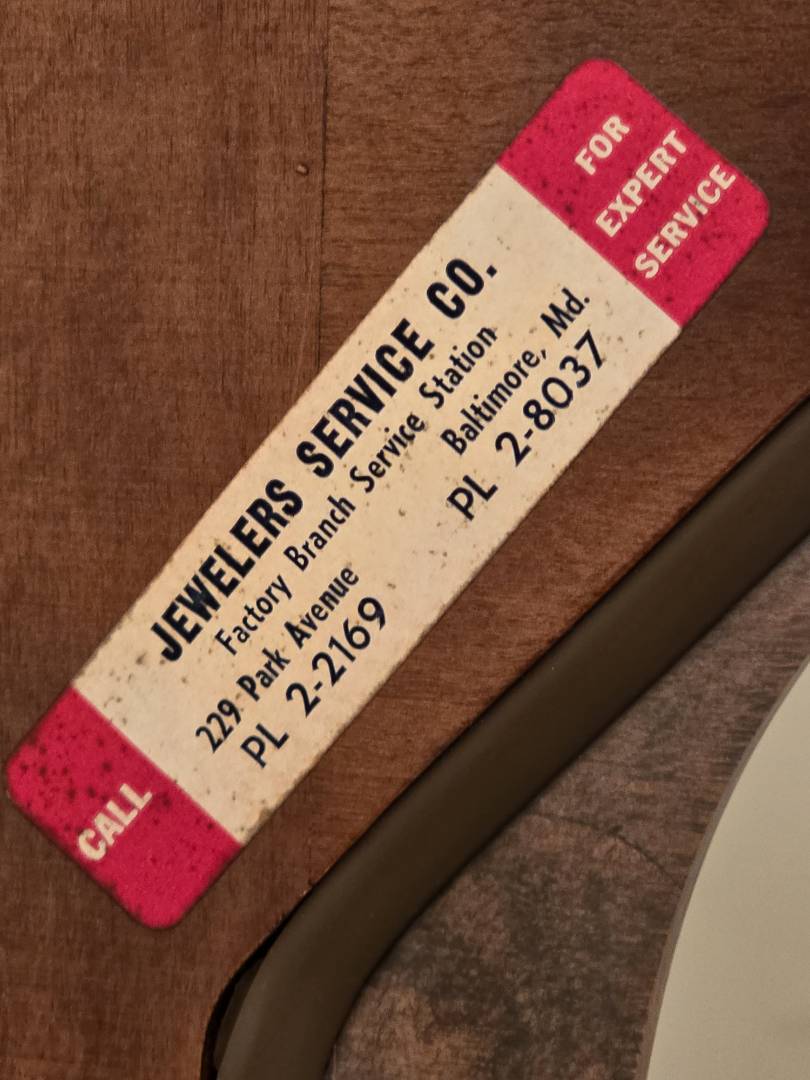 CALL
JEWELERS SERVICE CO.
Factory Branch Service Station
229 Park Avenue Baltimore, Md.
PL 2-2169 PL 2-8037
FOR
EXPERT
SERVICE